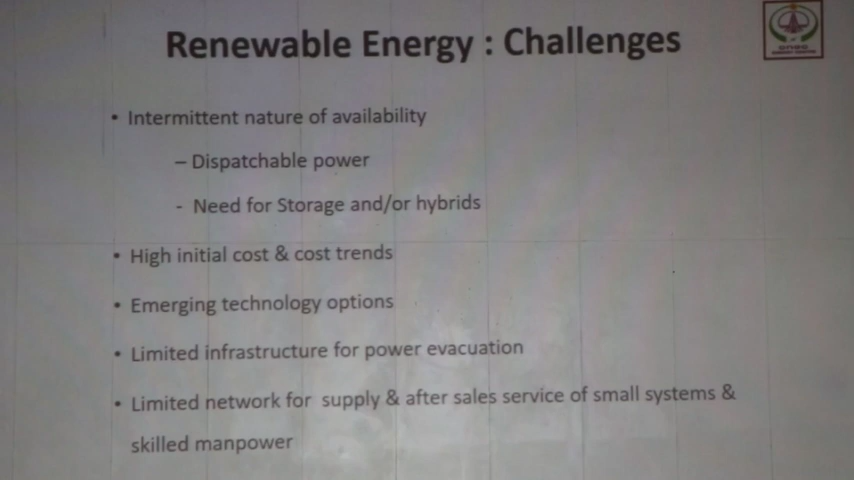 Renewable Energy : Challenges
• Intermittent nature of availability
– Dispatchable power
- Need for Storage and/or hybrids
• High initial cost & cost trends
• Emerging technology options
• Limited infrastructure for power evacuation
• Limited network for supply & after sales service of small systems &
skilled manpower